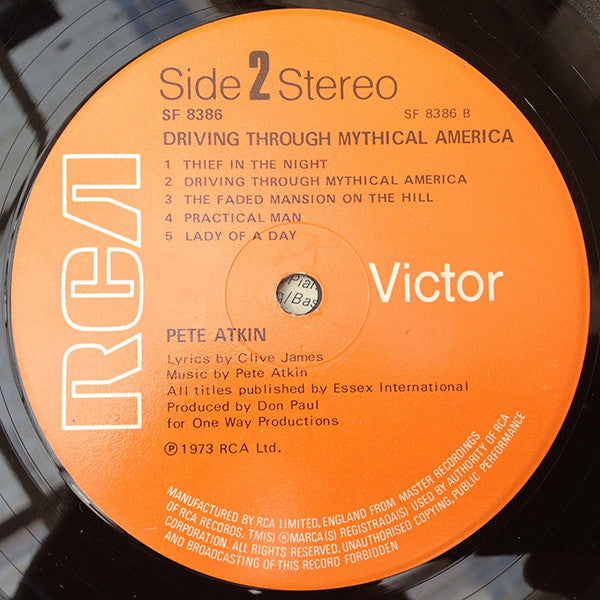 Side 2 Stereo
SF 8386
SF 8386 B
DRIVING THROUGH MYTHICAL AMERICA
1 THIEF IN THE NIGHT
2 DRIVING THROUGH MYTHICAL AMERICA
3 THE FADED MANSION ON THE HILL
4 PRACTICAL MAN
5 LADY OF A DAY
RCA
Victor
PETE ATKIN
Lyrics by Clive James
Music by Pete Atkin
All titles published by Essex International
Produced by Don Paul
for One Way Productions
Ⓟ 1973 RCA Ltd.
MANUFACTURED BY RCA LIMITED, ENGLAND FROM MASTER RECORDINGS
OF RCA RECORDS, TM(S) ®MARCA(S) REGISTRADA(S) USED BY AUTHORITY OF RCA
CORPORATION. ALL RIGHTS RESERVED. UNAUTHORISED COPYING, PUBLIC PERFORMANCE
AND BROADCASTING OF THIS RECORD FORBIDDEN